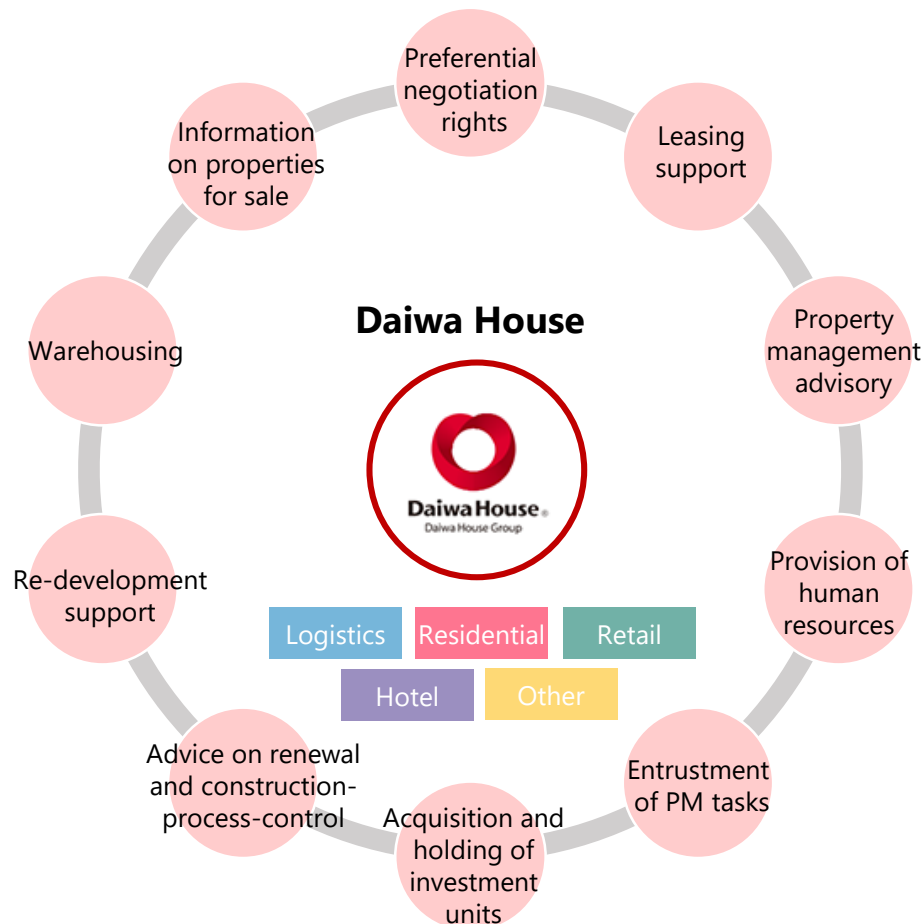 Preferential
negotiation
rights
Leasing
support
Property
management
advisory
Provision of
human
resources
Entrustment
of PM tasks
Acquisition and
holding of
investment
units
Advice on renewal
and construction-
process-control
Re-development
support
Warehousing
Information
on properties
for sale
Daiwa House
Daiwa House®
Daiwa House Group
Logistics
Residential
Retail
Hotel
Other